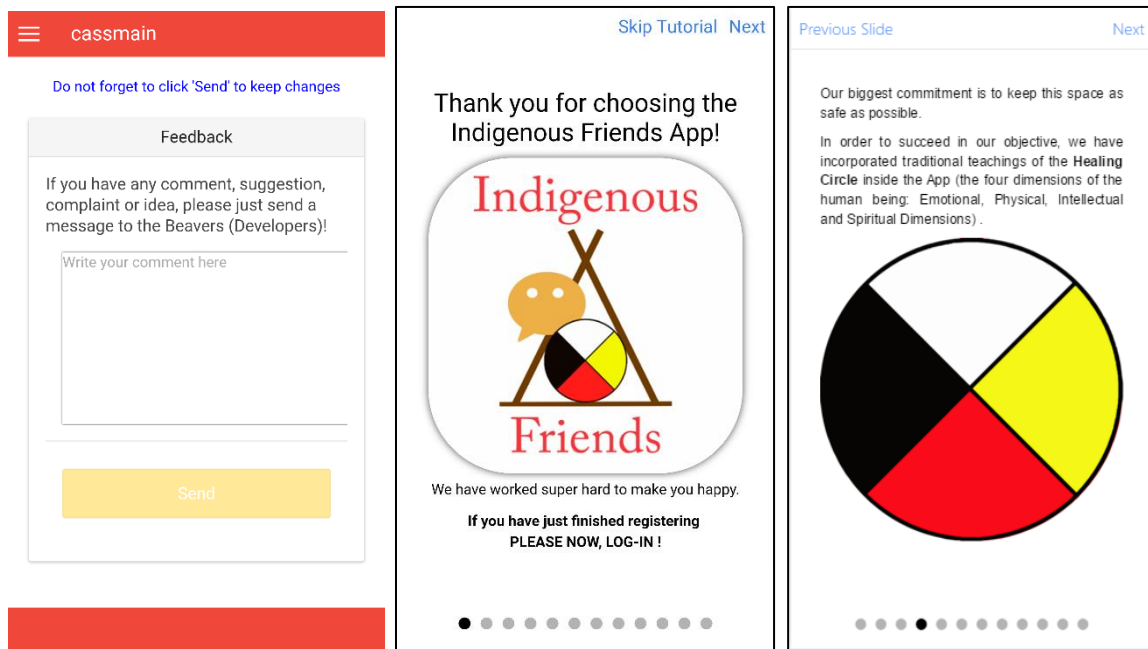 cassmain
Do not forget to click 'Send' to keep changes
Feedback
If you have any comment, suggestion,
complaint or idea, please just send a
message to the Beavers (Developers)!
Write your comment here
Send
Skip Tutorial Next
Thank you for choosing the
Indigenous Friends App!
Indigenous
Friends
We have worked super hard to make you happy.
If you have just finished registering
PLEASE NOW, LOG-IN !
Previous Slide Next
Our biggest commitment is to keep this space as
safe as possible.
In order to succeed in our objective, we have
incorporated traditional teachings of the Healing
Circle inside the App (the four dimensions of the
human being: Emotional, Physical, Intellectual
and Spiritual Dimensions) .